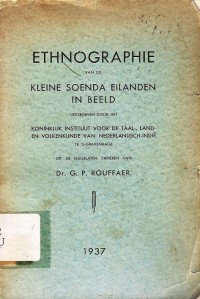 ETHNOGRAPHIE
VAN DE
KLEINE SOENDA EILANDEN
IN BEELD
UITGEGEVEN DOOR HET
KONINKLIJK INSTITUUT VOOR DE TAAL-, LAND-
EN VOLKENKUNDE VAN NEDERLANDSCH-INDIË
TE 'S-GRAVENHAGE
UIT DE NAGELATEN PAPIEREN VAN
Dr. G. P. ROUFFAER.
1937